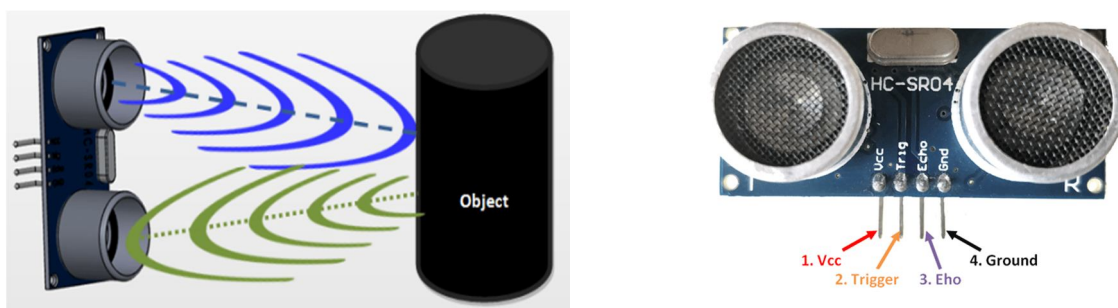 Object
HC-SR04
Vcc
Trig
Echo
Gnd
T
R
1. Vcc
2. Trigger
3. Eho
4. Ground